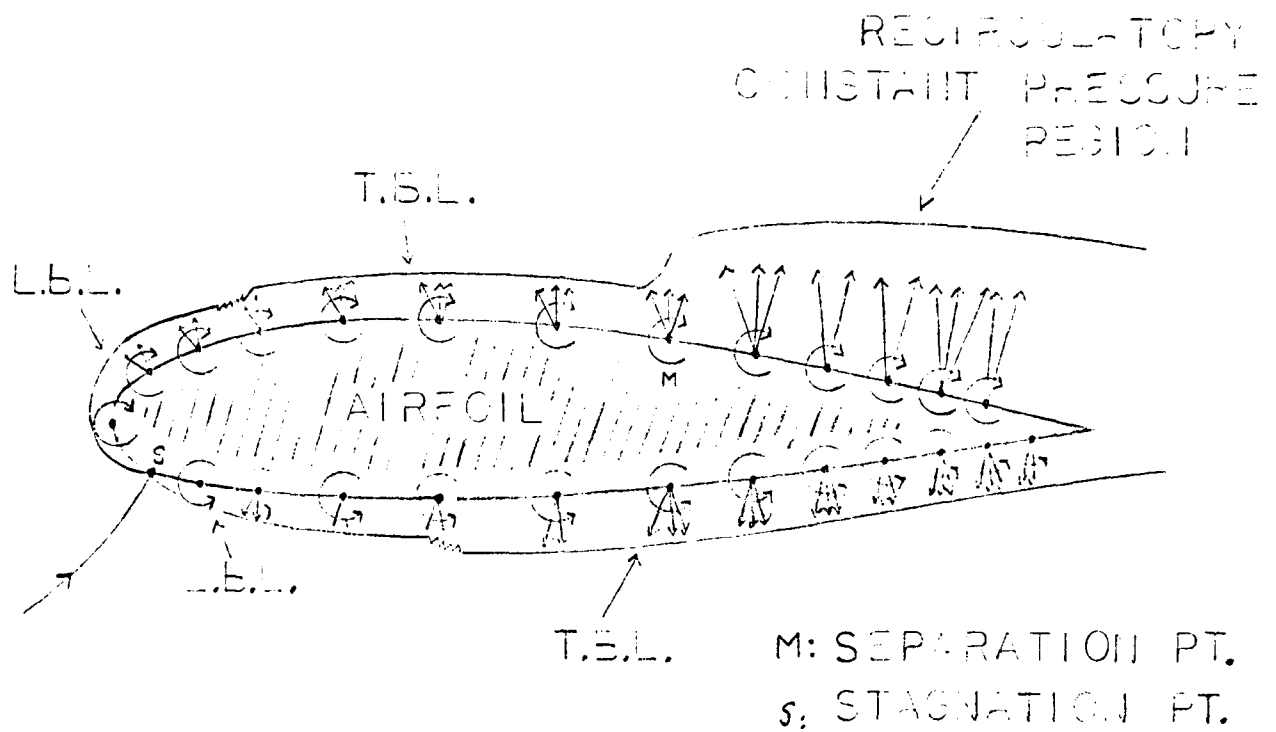 RECIRCULATORY
CONSTANT PRESSURE
REGION
T.B.L.
L.B.L.
M
AIRFOIL
S
L.B.L.
T.B.L.
M: SEPARATION PT.
S: STAGNATION PT.